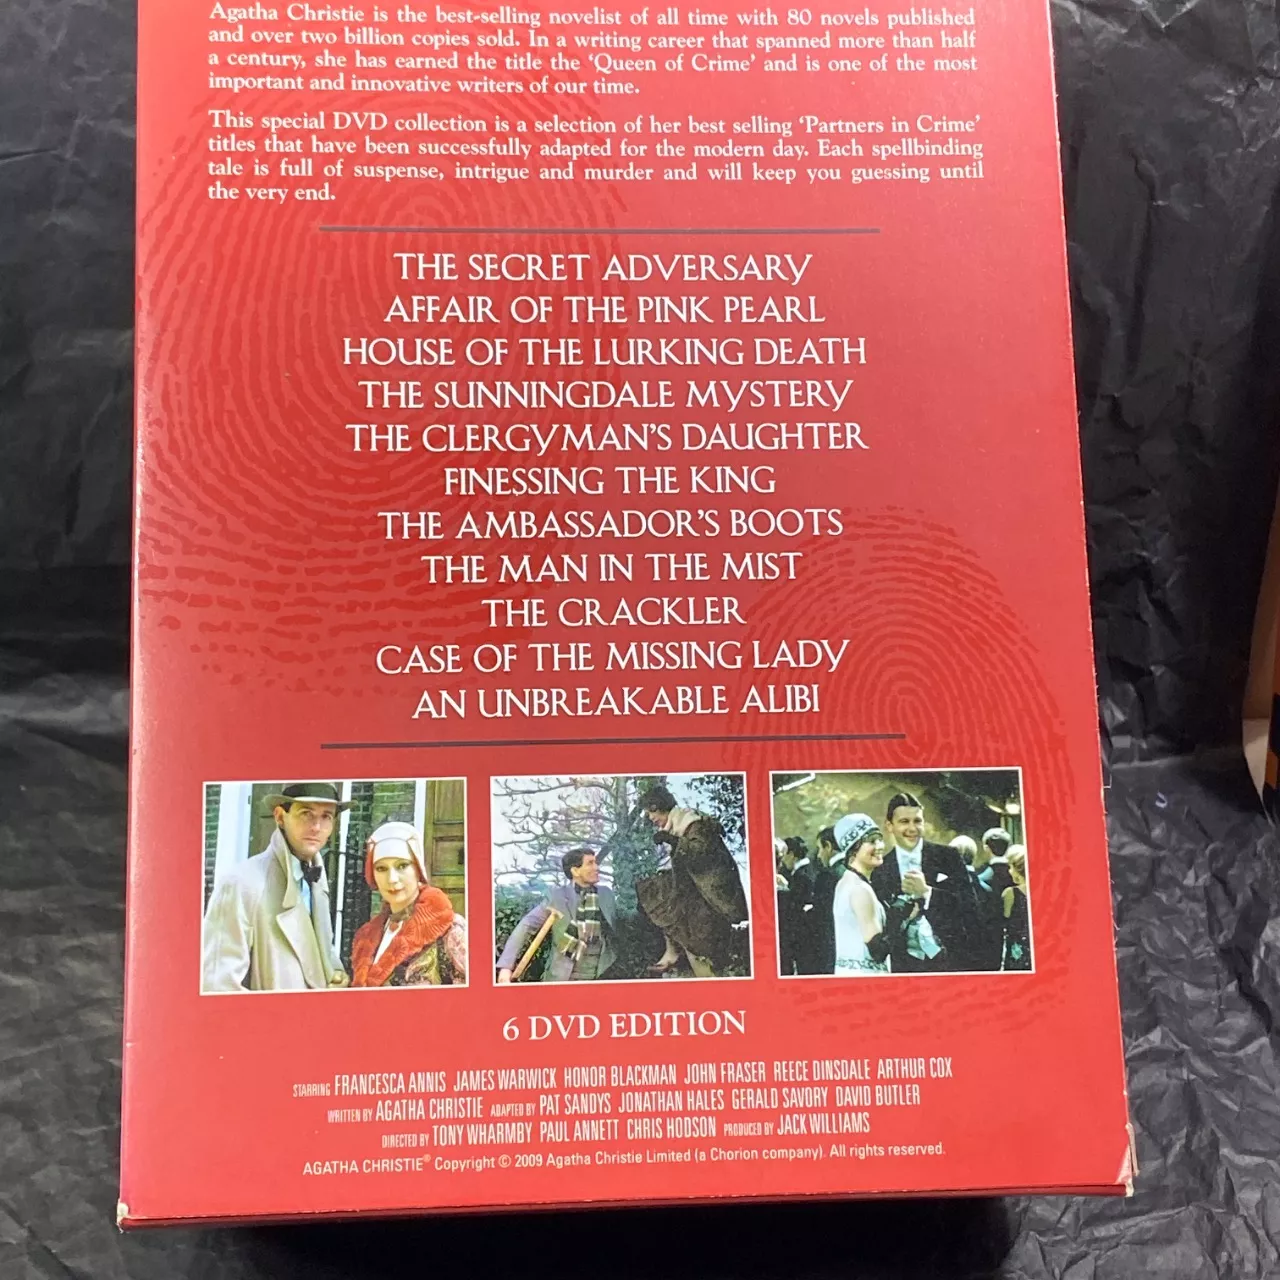 Agatha Christie is the best-selling novelist of all time with 80 novels published
and over two billion copies sold. In a writing career that spanned more than half
a century, she has earned the title the ‘Queen of Crime’ and is one of the most
important and innovative writers of our time.
This special DVD collection is a selection of her best selling ‘Partners in Crime’
titles that have been successfully adapted for the modern day. Each spellbinding
tale is full of suspense, intrigue and murder and will keep you guessing until
the very end.
THE SECRET ADVERSARY
AFFAIR OF THE PINK PEARL
HOUSE OF THE LURKING DEATH
THE SUNNINGDALE MYSTERY
THE CLERGYMAN'S DAUGHTER
FINESSING THE KING
THE AMBASSADOR'S BOOTS
THE MAN IN THE MIST
THE CRACKLER
CASE OF THE MISSING LADY
AN UNBREAKABLE ALIBI
6 DVD EDITION
STARRING FRANCESCA ANNIS JAMES WARWICK HONOR BLACKMAN JOHN FRASER REECE DINSDALE ARTHUR COX
WRITTEN BY AGATHA CHRISTIE ADAPTED BY PAT SANDYS JONATHAN HALES GERALD SAVORY DAVID BUTLER
DIRECTED BY TONY WHARMBY PAUL ANNETT CHRIS HODSON PRODUCED BY JACK WILLIAMS
AGATHA CHRISTIE® Copyright © 2009 Agatha Christie Limited (a Chorion company). All rights reserved.